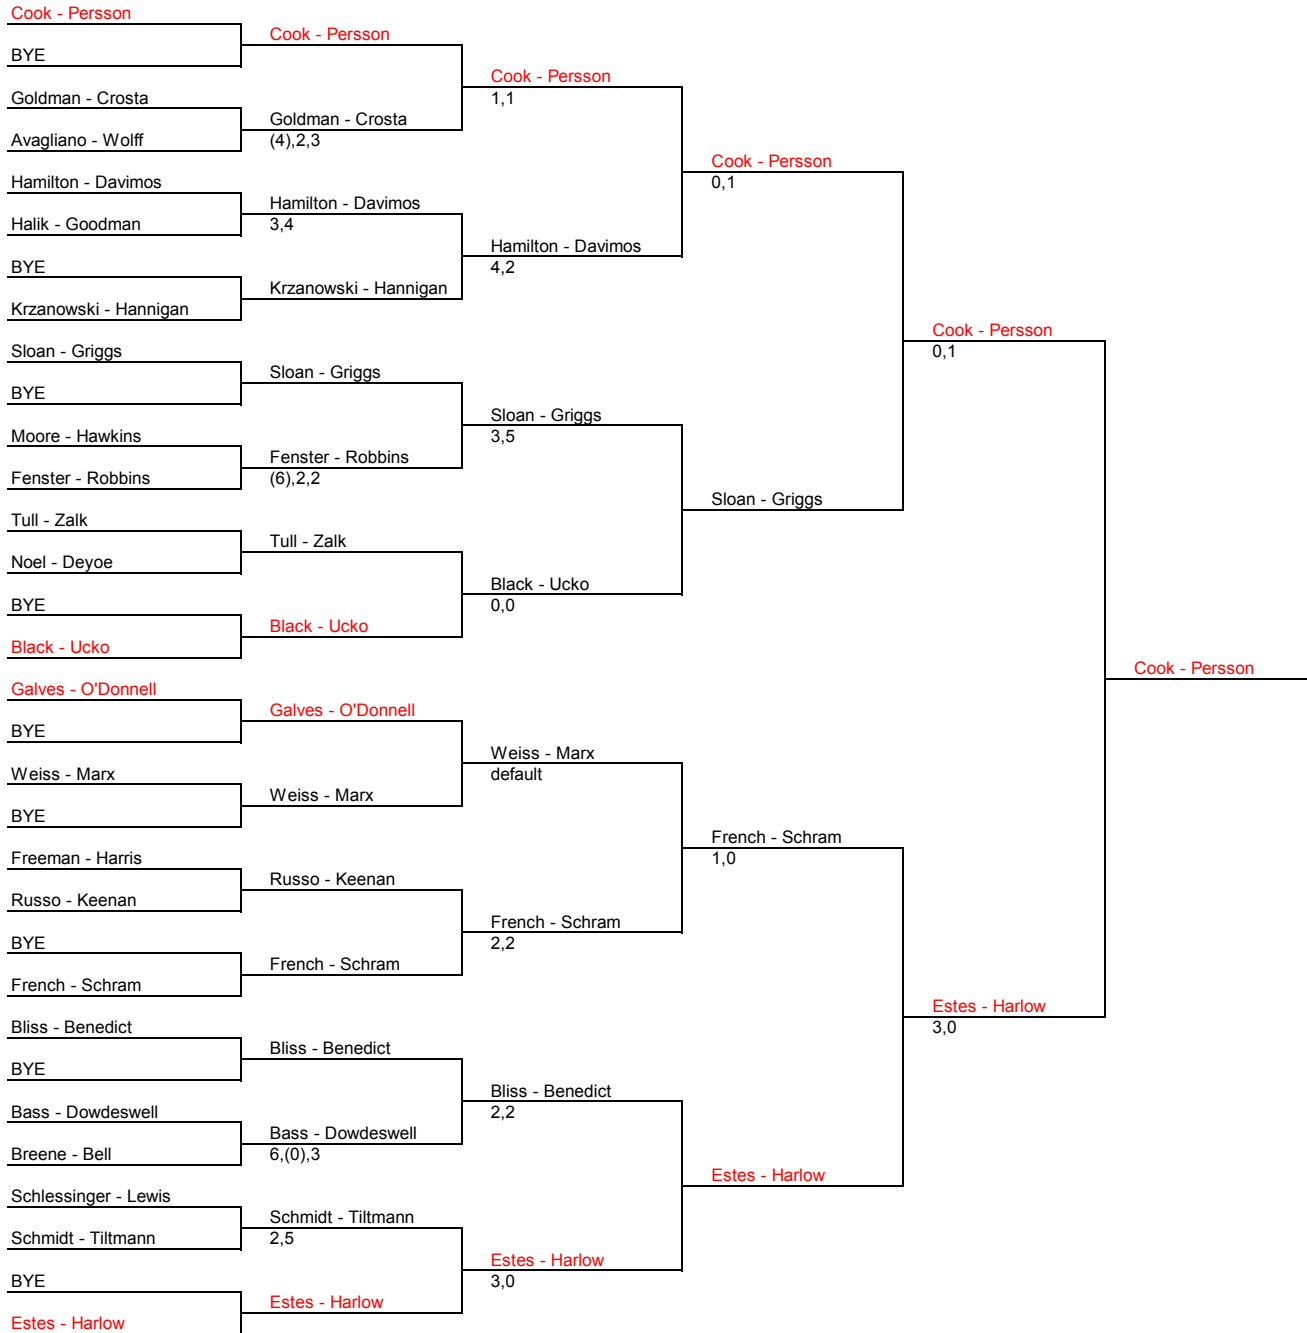 Cook - Persson
BYE
Goldman - Crosta
Avagliano - Wolff
Hamilton - Davimos
Halik - Goodman
BYE
Krzanowski - Hannigan
Sloan - Griggs
BYE
Moore - Hawkins
Fenster - Robbins
Tull - Zalk
Noel - Deyoe
BYE
Black - Ucko
Galves - O'Donnell
BYE
Weiss - Marx
BYE
Freeman - Harris
Russo - Keenan
BYE
French - Schram
Bliss - Benedict
BYE
Bass - Dowdeswell
Breene - Bell
Schlessinger - Lewis
Schmidt - Tiltmann
BYE
Estes - Harlow
Cook - Persson
Goldman - Crosta
(4),2,3
Hamilton - Davimos
3,4
Krzanowski - Hannigan
Sloan - Griggs
Fenster - Robbins
(6),2,2
Tull - Zalk
Black - Ucko
Galves - O'Donnell
Weiss - Marx
Russo - Keenan
French - Schram
Bliss - Benedict
Bass - Dowdeswell
6,(0),3
Schmidt - Tiltmann
2,5
Estes - Harlow
Cook - Persson
1,1
Hamilton - Davimos
4,2
Sloan - Griggs
3,5
Black - Ucko
0,0
Weiss - Marx
default
French - Schram
2,2
Bliss - Benedict
2,2
Estes - Harlow
3,0
Cook - Persson
0,1
Sloan - Griggs
French - Schram
1,0
Estes - Harlow
Cook - Persson
0,1
Estes - Harlow
3,0
Cook - Persson